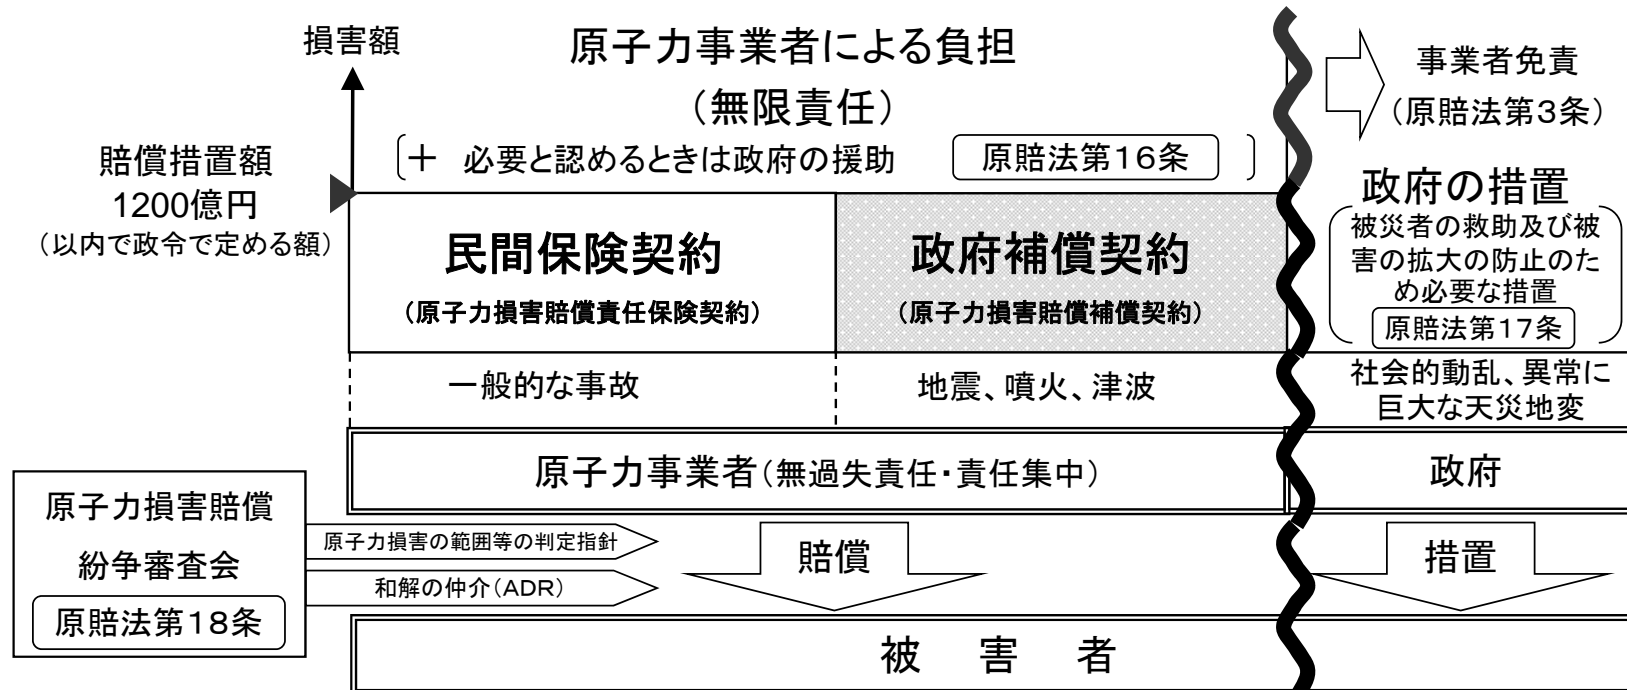 損害額
原子力事業者による負担
（無限責任）
＋　必要と認めるときは政府の援助　原賠法第１６条
事業者免責
（原賠法第３条）
賠償措置額
1200億円
（以内で政令で定める額）
民間保険契約
（原子力損害賠償責任保険契約）
政府補償契約
（原子力損害賠償補償契約）
政府の措置
被災者の救助及び被
害の拡大の防止のた
め必要な措置
原賠法第１７条
一般的な事故
地震、噴火、津波
社会的動乱、異常に
巨大な天災地変
原子力事業者（無過失責任・責任集中）
政府
原子力損害賠償
紛争審査会
原賠法第１８条
原子力損害の範囲等の判定指針
和解の仲介（ＡＤＲ）
賠償
措置
被　害　者